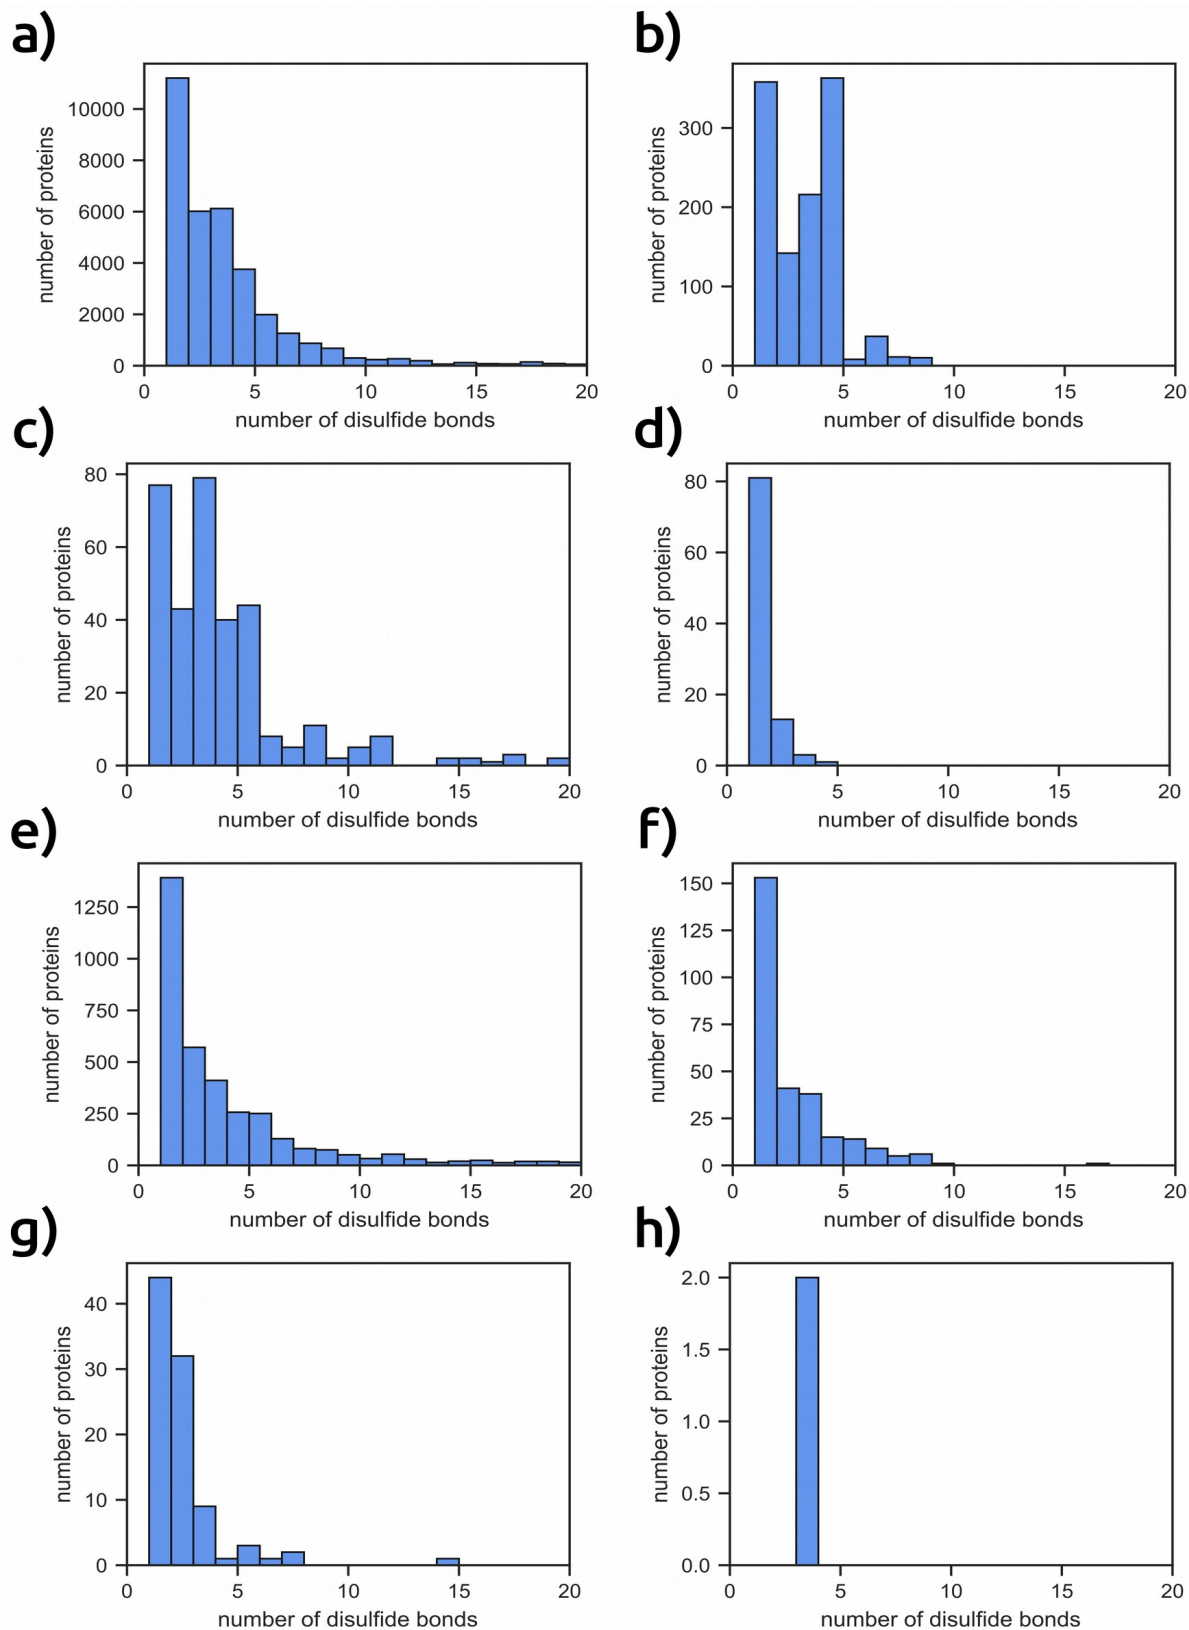 a)
number of proteins
10000
8000
6000
4000
2000
0
0 5 10 15 20
number of disulfide bonds
b)
number of proteins
300
200
100
0
0 5 10 15 20
number of disulfide bonds
c)
number of proteins
80
60
40
20
0
0 5 10 15 20
number of disulfide bonds
d)
number of proteins
80
60
40
20
0
0 5 10 15 20
number of disulfide bonds
e)
number of proteins
1250
1000
750
500
250
0
0 5 10 15 20
number of disulfide bonds
f)
number of proteins
150
125
100
75
50
25
0
0 5 10 15 20
number of disulfide bonds
g)
number of proteins
40
30
20
10
0
0 5 10 15 20
number of disulfide bonds
h)
number of proteins
2.0
1.5
1.0
0.5
0.0
0 5 10 15 20
number of disulfide bonds